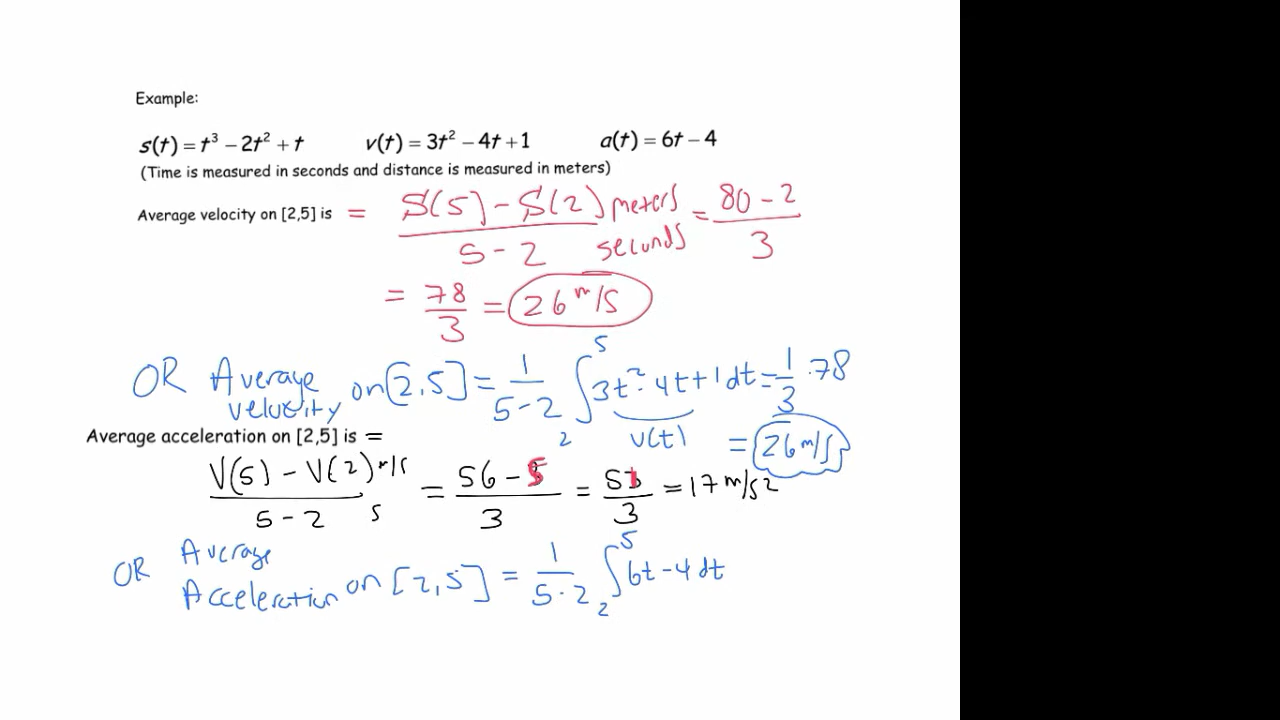 Example:
s(t) = t³ − 2t² + t v(t) = 3t² − 4t + 1 a(t) = 6t − 4
(Time is measured in seconds and distance is measured in meters)
Average velocity on [2,5] is = S(5) − S(2) / 5 − 2 meters / seconds = 80 − 2 / 3
= 78/3 = 26 m/s
OR Average velocity on [2,5] = 1/(5−2) ∫₂⁵ 3t² − 4t + 1 dt = 1/3 · 78
v(t) = 26 m/s
Average acceleration on [2,5] is =
V(5) − V(2) m/s / 5 − 2 s = 56 − 5 / 3 = 51/3 = 17 m/s²
OR Average Acceleration on [2,5] = 1/(5−2) ∫₂⁵ 6t − 4 dt